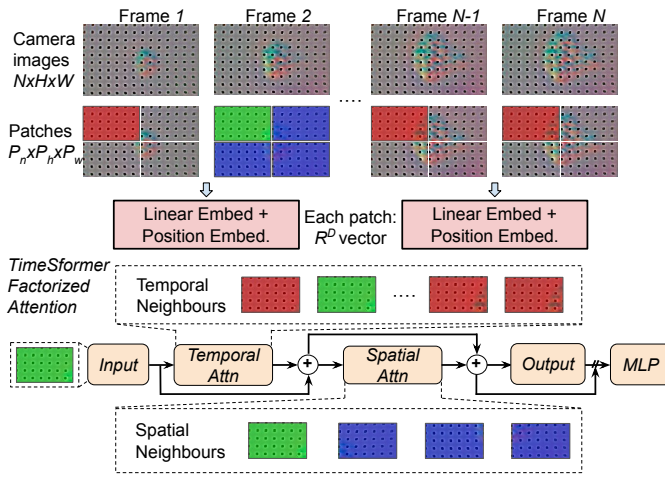 Frame 1
Frame 2
Frame N-1
Frame N
Camera
images
NxHxW
....
Patches
PnxPhxPw
Linear Embed +
Position Embed.
Each patch:
R^D vector
Linear Embed +
Position Embed.
TimeSformer
Factorized
Attention
Temporal
Neighbours
....
Input
Temporal
Attn
+
Spatial
Attn
+
Output
MLP
Spatial
Neighbours